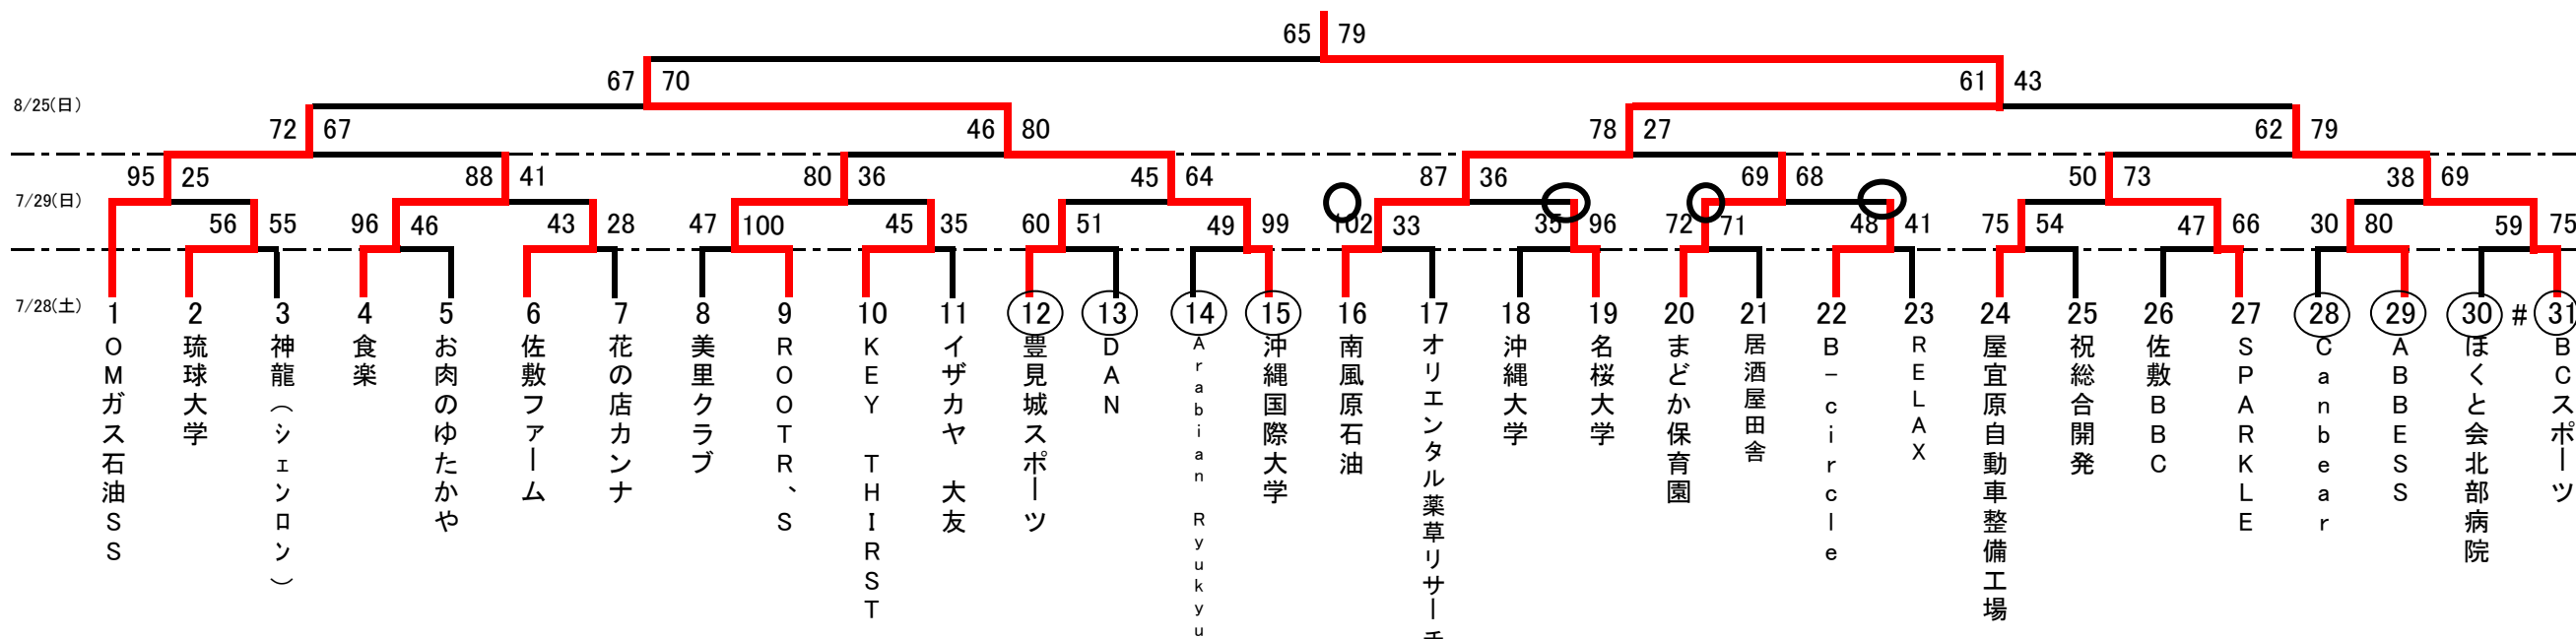 65 79
67 70 61 43
8/25(日)
72 67 46 80 78 27 62 79
95 25 88 41 80 36 45 64 87 36 69 68 50 73 38 69
7/29(日)
56 55 96 46 43 28 47 100 45 35 60 51 49 99 102 33 35 96 72 71 48 41 75 54 47 66 30 80 59 75
7/28(土)
1 2 3 4 5 6 7 8 9 10 11 12 13 14 15 16 17 18 19 20 21 22 23 24 25 26 27 28 29 30 # 31
OMガス石油SS
琉球大学
神龍(シェンロン)
食楽
お肉のゆたかや
佐敷ファーム
花の店カンナ
美里クラブ
ROOTR、S
KEY THIRST
イザカヤ 大友
豊見城スポーツ
DAN
Arabian Ryukyu
沖縄国際大学
南風原石油
オリエンタル薬草リサーチ
沖縄大学
名桜大学
まどか保育園
居酒屋田舎
B-circle
RELAX
屋宜原自動車整備工場
祝総合開発
佐敷BBC
SPARKLE
Canbear
ABBESS
ほくと会北部病院
BCスポーツ